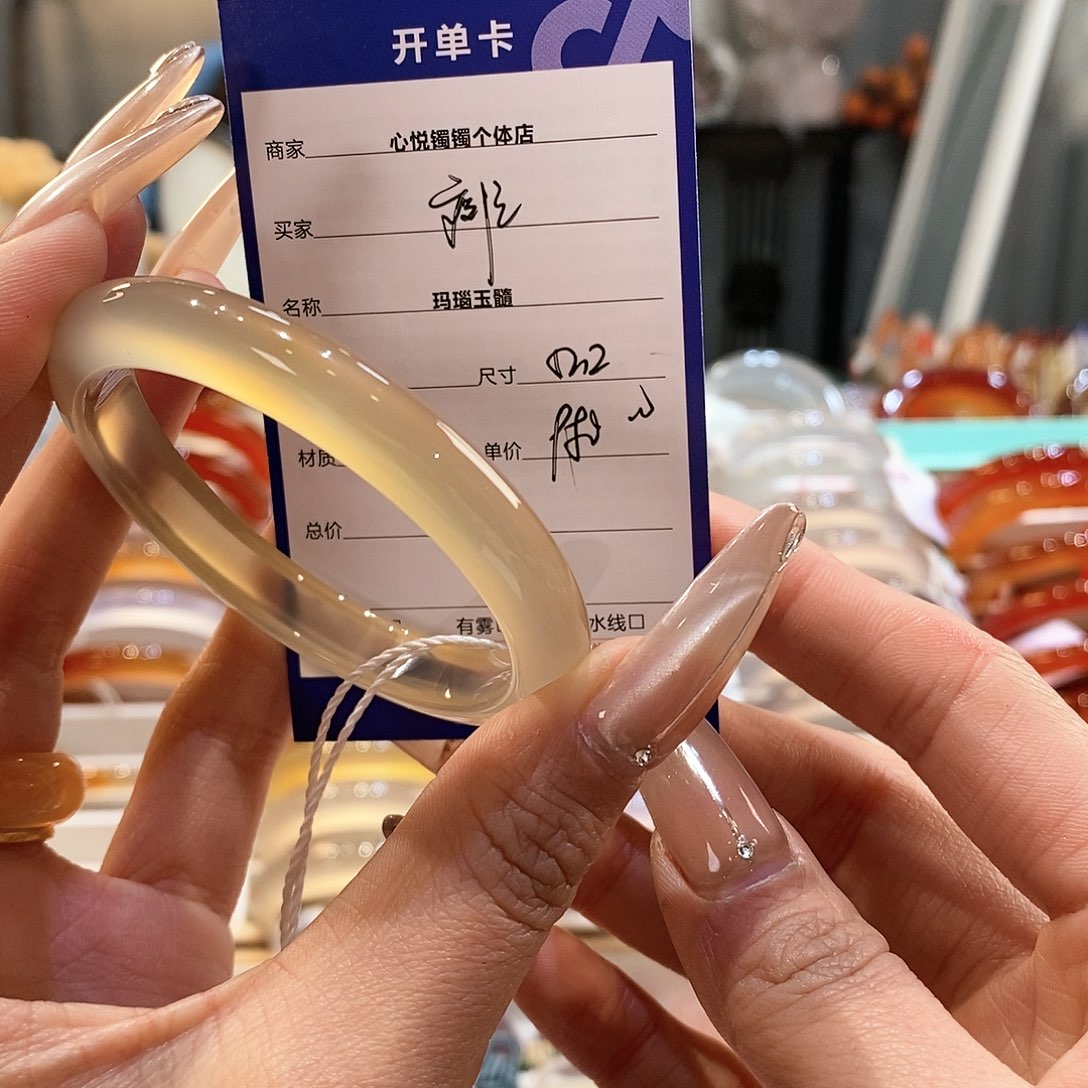 开单卡
商家 心悦镯镯个体店
买家
名称 玛瑙玉髓
尺寸
材质 单价
总价
有雾 水线口